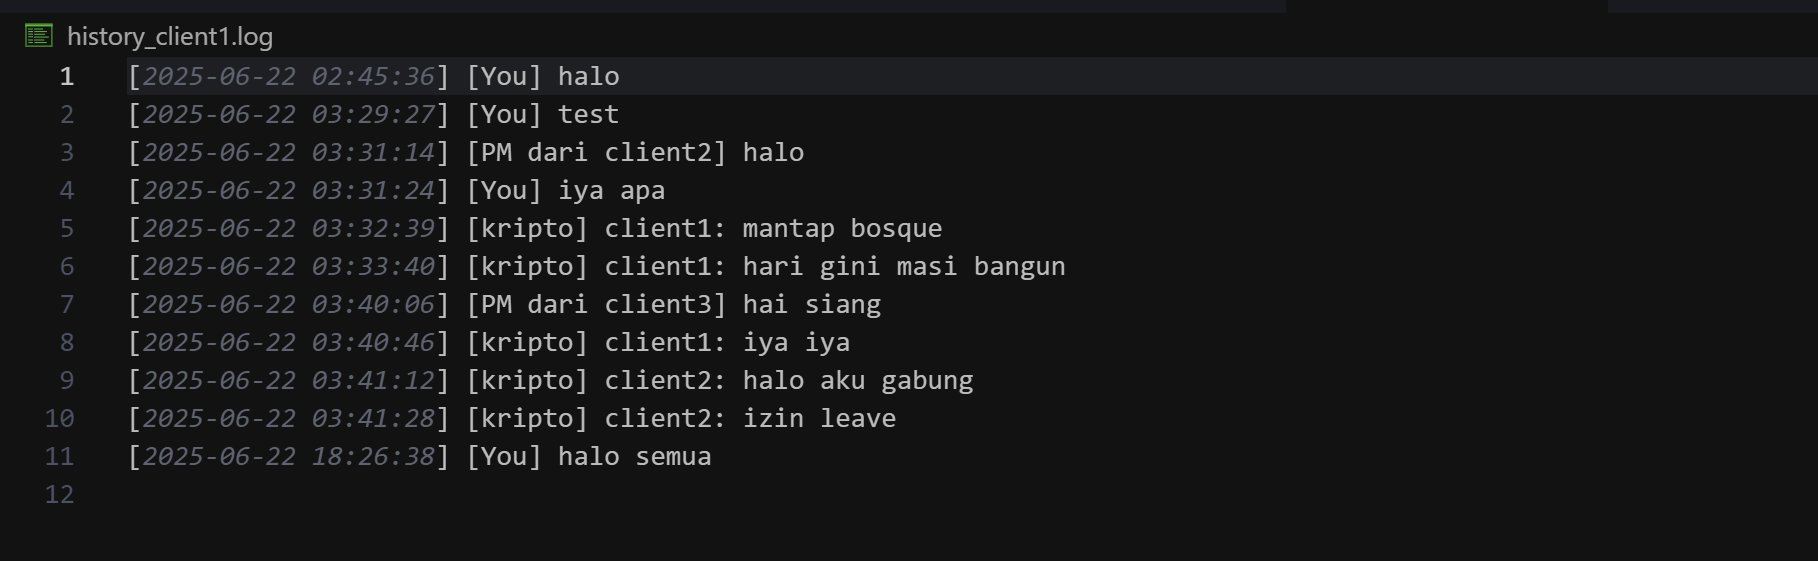 history_client1.log
1 [2025-06-22 02:45:36] [You] halo
2 [2025-06-22 03:29:27] [You] test
3 [2025-06-22 03:31:14] [PM dari client2] halo
4 [2025-06-22 03:31:24] [You] iya apa
5 [2025-06-22 03:32:39] [kripto] client1: mantap bosque
6 [2025-06-22 03:33:40] [kripto] client1: hari gini masi bangun
7 [2025-06-22 03:40:06] [PM dari client3] hai siang
8 [2025-06-22 03:40:46] [kripto] client1: iya iya
9 [2025-06-22 03:41:12] [kripto] client2: halo aku gabung
10 [2025-06-22 03:41:28] [kripto] client2: izin leave
11 [2025-06-22 18:26:38] [You] halo semua
12